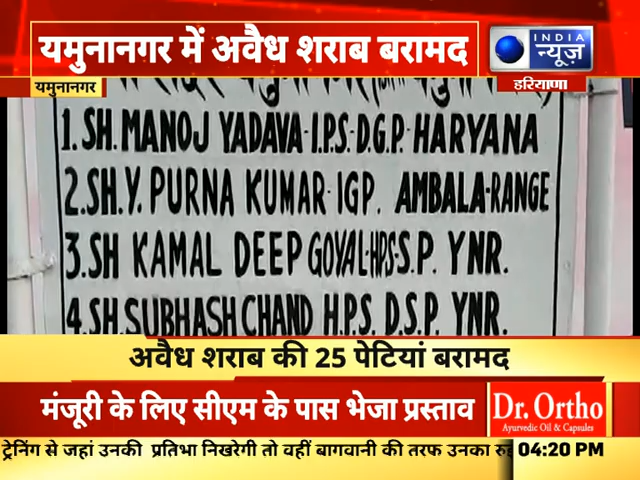 यमुनानगर में अवैध शराब बरामद
INDIA
न्यूज़
हरियाणा
यमुनानगर
1.SH.MANOJ YADAVA-I.P.S-D.G.P-HARYANA
2.SH.Y. PURNA KUMAR-IGP. AMBALA-RANGE
3.SH KAMAL DEEP GOYAL-HPS-S.P. YNR.
4.SH.SUBHASH CHAND H.P.S. D.S.P. YNR.
अवैध शराब की 25 पेटियां बरामद
मंजूरी के लिए सीएम के पास भेजा प्रस्ताव
Dr. Ortho
Ayurvedic Oil & Capsules
ट्रेनिंग से जहां उनकी प्रतिभा निखरेगी तो वहीं बागवानी की तरफ उनका
04:20 PM